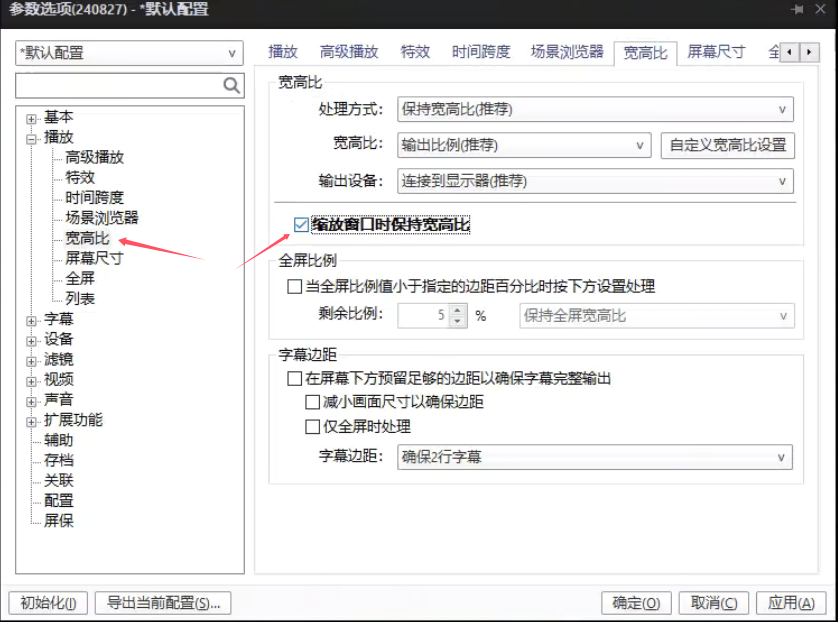 参数选项(240827) - *默认配置
*默认配置
基本
播放
高级播放
特效
时间跨度
场景浏览器
宽高比
屏幕尺寸
全屏
列表
字幕
设备
滤镜
视频
声音
扩展功能
辅助
存档
关联
配置
屏保
播放 高级播放 特效 时间跨度 场景浏览器 宽高比 屏幕尺寸
宽高比
处理方式: 保持宽高比(推荐)
宽高比: 输出比例(推荐) 自定义宽高比设置
输出设备: 连接到显示器(推荐)
缩放窗口时保持宽高比
全屏比例
当全屏比例值小于指定的边距百分比时按下方设置处理
剩余比例: 5 % 保持全屏宽高比
字幕边距
在屏幕下方预留足够的边距以确保字幕完整输出
减小画面尺寸以确保边距
仅全屏时处理
字幕边距: 确保2行字幕
初始化(I) 导出当前配置(S)... 确定(O) 取消(C) 应用(A)